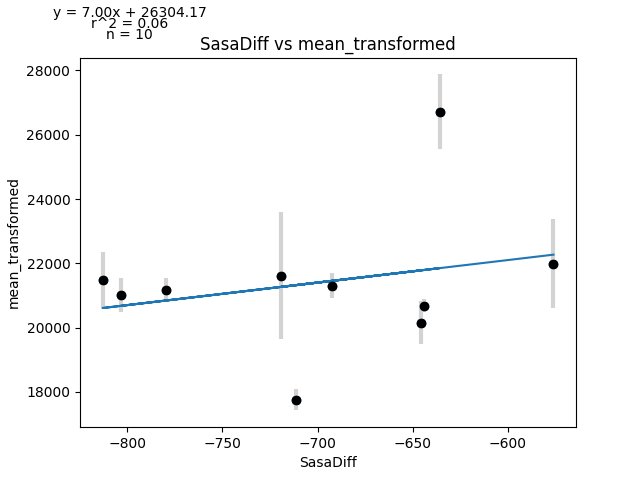 y = 7.00x + 26304.17
r^2 = 0.06
n = 10
SasaDiff vs mean_transformed
28000
26000
24000
22000
20000
18000
mean_transformed
−800
−750
−700
−650
−600
SasaDiff